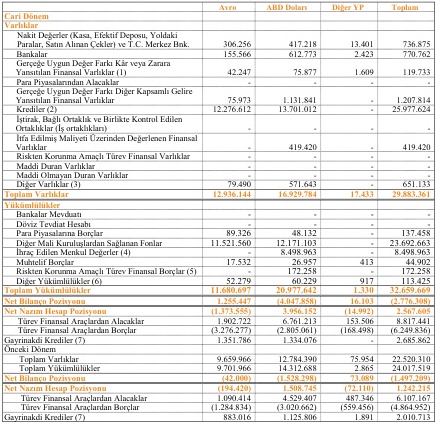 Avro ABD Doları Diğer YP Toplam
Cari Dönem
Varlıklar
Nakit Değerler (Kasa, Efektif Deposu, Yoldaki
Paralar, Satın Alınan Çekler) ve T.C. Merkez Bnk. 306.256 417.218 13.401 736.875
Bankalar 155.566 612.773 2.423 770.762
Gerçeğe Uygun Değer Farkı Kâr veya Zarara
Yansıtılan Finansal Varlıklar (1) 42.247 75.877 1.609 119.733
Para Piyasalarından Alacaklar - - - -
Gerçeğe Uygun Değer Farkı Diğer Kapsamlı Gelire
Yansıtılan Finansal Varlıklar 75.973 1.131.841 - 1.207.814
Krediler (2) 12.276.612 13.701.012 - 25.977.624
İştirak, Bağlı Ortaklık ve Birlikte Kontrol Edilen
Ortaklıklar (İş ortaklıkları) - - - -
İtfa Edilmiş Maliyeti Üzerinden Değerlenen Finansal
Varlıklar - 419.420 - 419.420
Riskten Korunma Amaçlı Türev Finansal Varlıklar - - - -
Maddi Duran Varlıklar - - - -
Maddi Olmayan Duran Varlıklar - - - -
Diğer Varlıklar (3) 79.490 571.643 - 651.133
Toplam Varlıklar 12.936.144 16.929.784 17.433 29.883.361
Yükümlülükler
Bankalar Mevduatı - - - -
Döviz Tevdiat Hesabı - - - -
Para Piyasalarına Borçlar 89.326 48.132 - 137.458
Diğer Mali Kuruluşlardan Sağlanan Fonlar 11.521.560 12.171.103 - 23.692.663
İhraç Edilen Menkul Değerler (4) - 8.498.963 - 8.498.963
Muhtelif Borçlar 17.532 26.957 413 44.902
Riskten Korunma Amaçlı Türev Finansal Borçlar (5) - 172.258 - 172.258
Diğer Yükümlülükler (6) 52.279 60.229 917 113.425
Toplam Yükümlülükler 11.680.697 20.977.642 1.330 32.659.669
Net Bilanço Pozisyonu 1.255.447 (4.047.858) 16.103 (2.776.308)
Net Nazım Hesap Pozisyonu (1.373.555) 3.956.152 (14.992) 2.567.605
Türev Finansal Araçlardan Alacaklar 1.902.722 6.761.213 153.506 8.817.441
Türev Finansal Araçlardan Borçlar (3.276.277) (2.805.061) (168.498) (6.249.836)
Gayrinakdi Krediler (7) 1.351.786 1.334.076 - 2.685.862
Önceki Dönem
Toplam Varlıklar 9.659.966 12.784.390 75.954 22.520.310
Toplam Yükümlülükler 9.701.966 14.312.688 2.865 24.017.519
Net Bilanço Pozisyonu (42.000) (1.528.298) 73.089 (1.497.209)
Net Nazım Hesap Pozisyonu (194.420) 1.508.745 (72.110) 1.242.215
Türev Finansal Araçlardan Alacaklar 1.090.414 4.529.407 487.346 6.107.167
Türev Finansal Araçlardan Borçlar (1.284.834) (3.020.662) (559.456) (4.864.952)
Gayrinakdi Krediler (7) 883.016 1.125.806 1.891 2.010.713